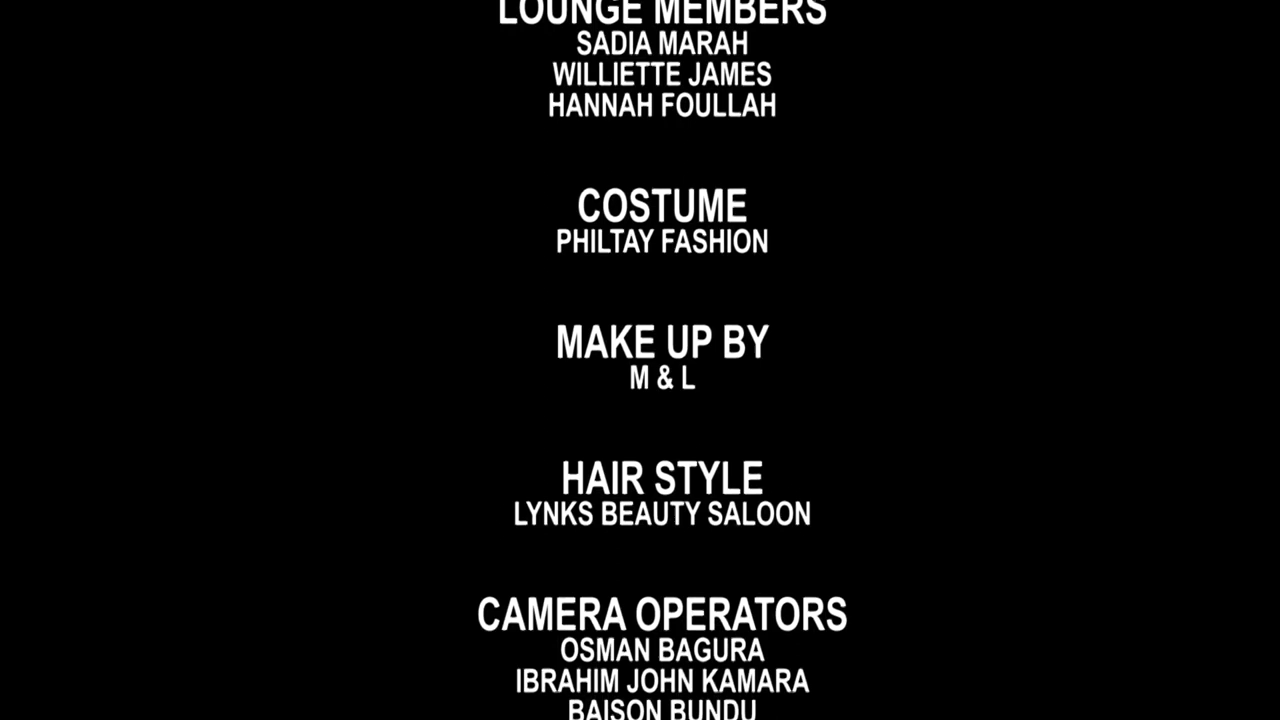 LOUNGE MEMBERS
SADIA MARAH
WILLIETTE JAMES
HANNAH FOULLAH
COSTUME
PHILTAY FASHION
MAKE UP BY
M & L
HAIR STYLE
LYNKS BEAUTY SALOON
CAMERA OPERATORS
OSMAN BAGURA
IBRAHIM JOHN KAMARA
BAISON BUNDU